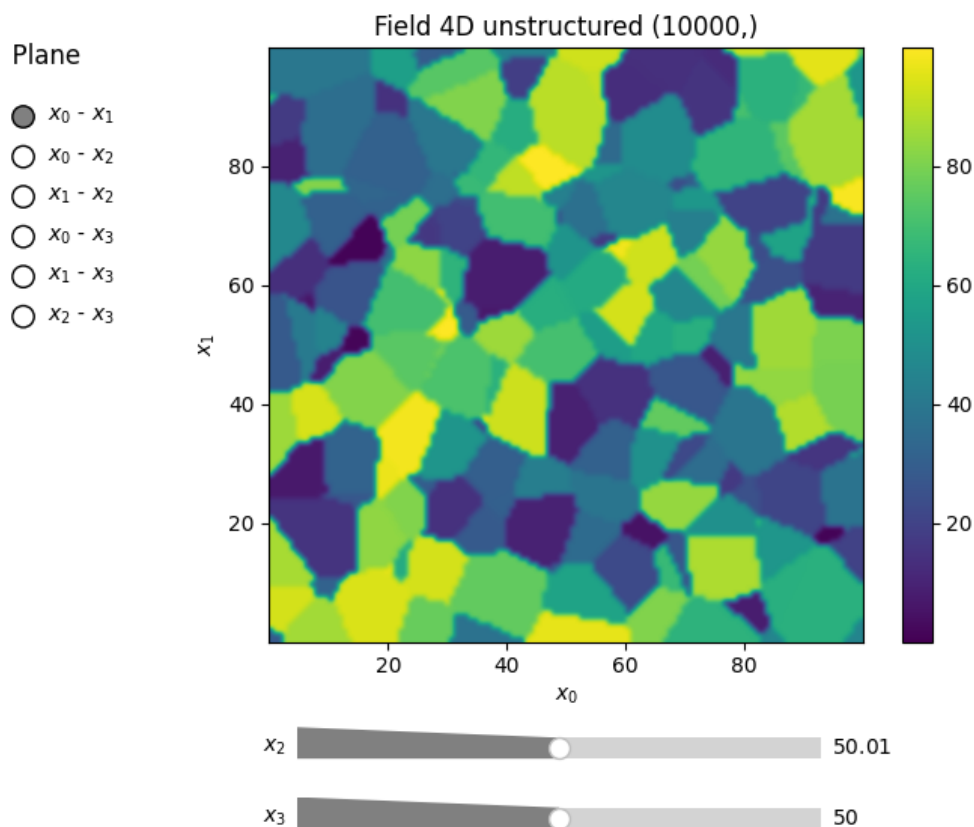 Field 4D unstructured (10000,)
Plane
x₀ - x₁
x₀ - x₂
x₁ - x₂
x₀ - x₃
x₁ - x₃
x₂ - x₃
80
60
40
20
x₁
20 40 60 80
x₀
80
60
40
20
x₂ 50.01
x₃ 50